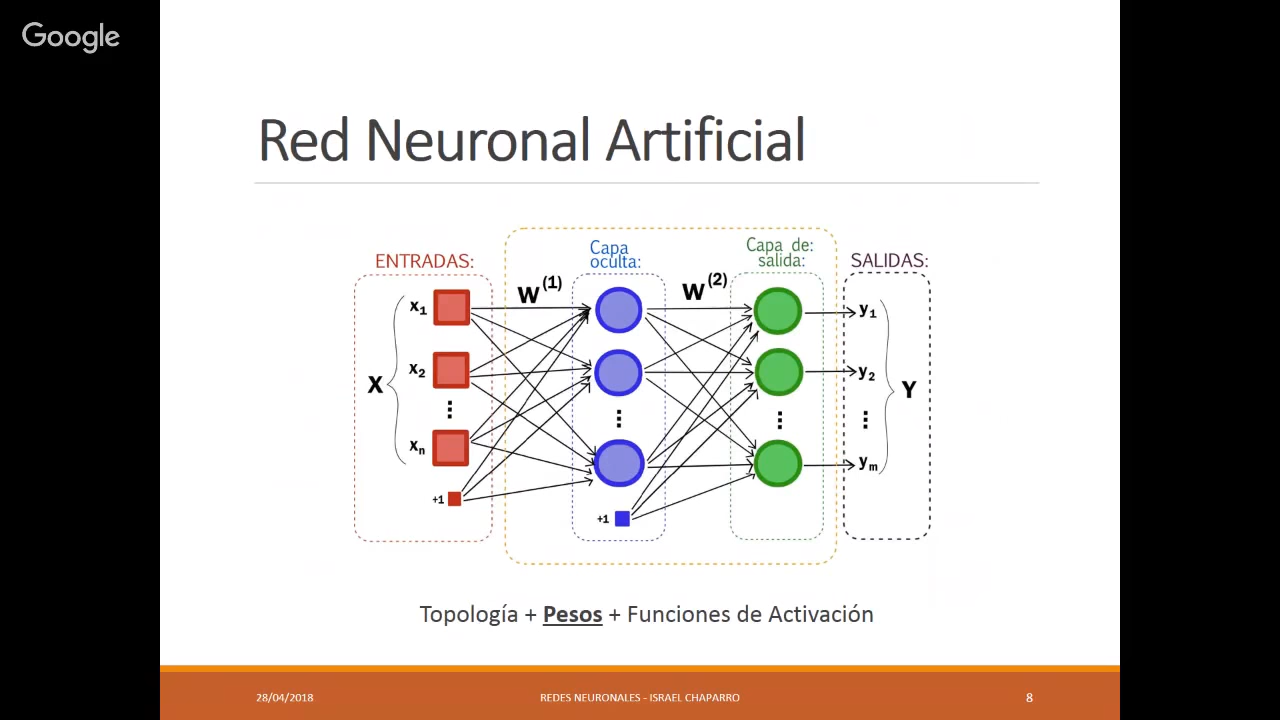 Google
Red Neuronal Artificial
ENTRADAS:
Capa
oculta:
Capa de:
salida:
SALIDAS:
W(1)
W(2)
x1
x2
⋮
xn
+1
X
⋮
+1
⋮
y1
y2
⋮
ym
Y
Topología + Pesos + Funciones de Activación
28/04/2018
REDES NEURONALES - ISRAEL CHAPARRO
8